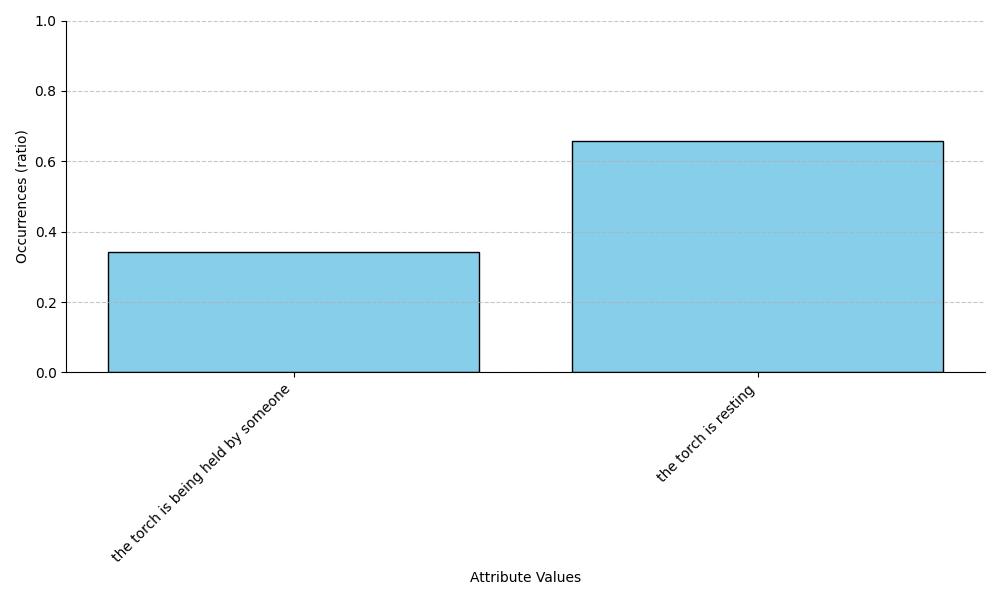 1.0
0.8
0.6
0.4
0.2
0.0
Occurrences (ratio)
the torch is being held by someone
the torch is resting
Attribute Values